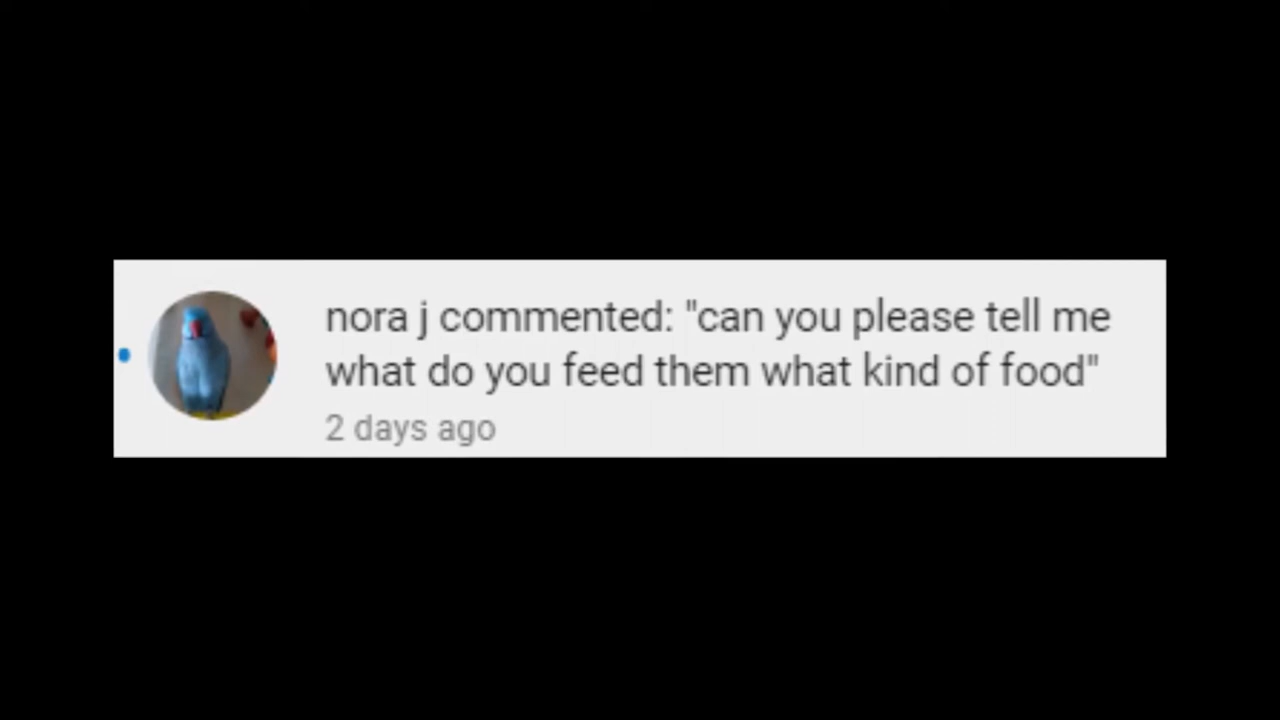 nora j commented: "can you please tell me
what do you feed them what kind of food"
2 days ago